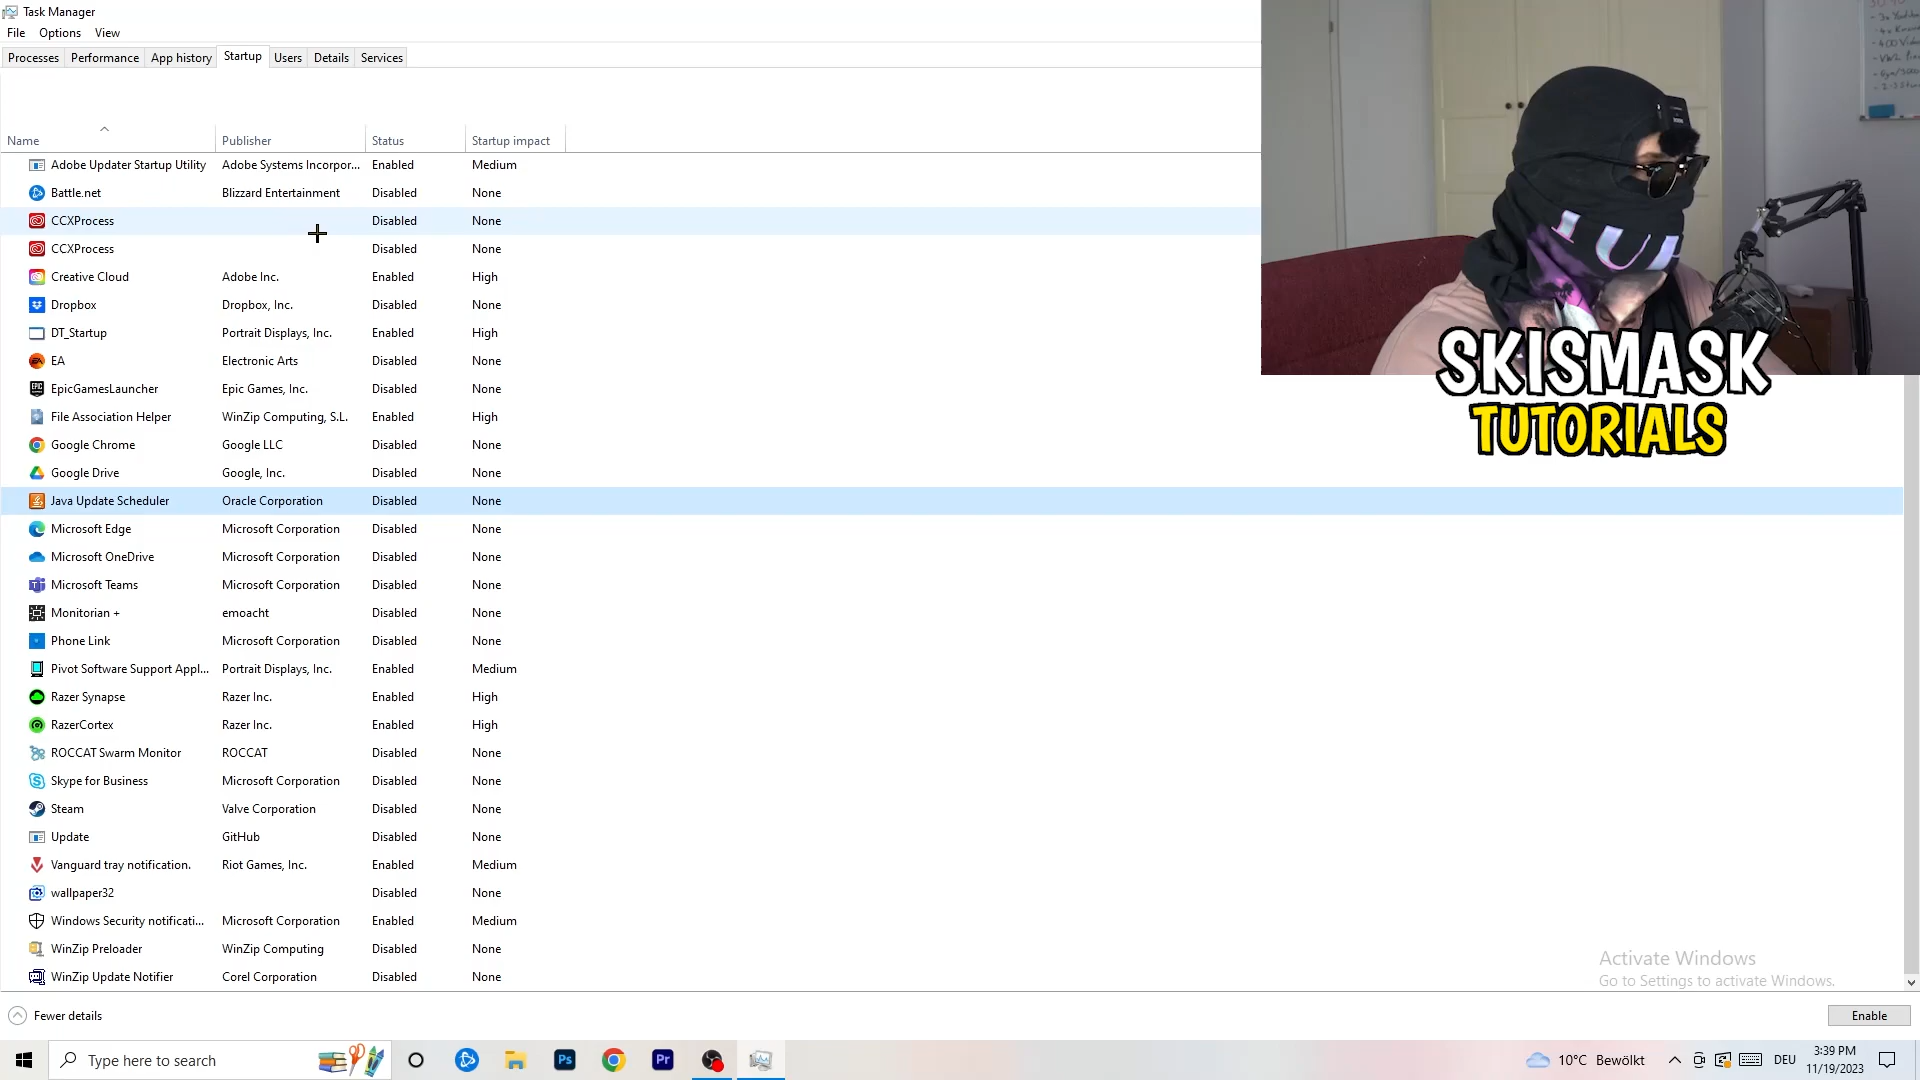 Task Manager
File Options View
Processes Performance App history Startup Users Details Services
Name Publisher Status Startup impact
Adobe Updater Startup Utility Adobe Systems Incorpor... Enabled Medium
Battle.net Blizzard Entertainment Disabled None
CCXProcess Disabled None
CCXProcess Disabled None
Creative Cloud Adobe Inc. Enabled High
Dropbox Dropbox, Inc. Disabled None
DT_Startup Portrait Displays, Inc. Enabled High
EA Electronic Arts Disabled None
EpicGamesLauncher Epic Games, Inc. Disabled None
File Association Helper WinZip Computing, S.L. Enabled High
Google Chrome Google LLC Disabled None
Google Drive Google, Inc. Disabled None
Java Update Scheduler Oracle Corporation Disabled None
Microsoft Edge Microsoft Corporation Disabled None
Microsoft OneDrive Microsoft Corporation Disabled None
Microsoft Teams Microsoft Corporation Disabled None
Monitorian + emoacht Disabled None
Phone Link Microsoft Corporation Disabled None
Pivot Software Support Appl... Portrait Displays, Inc. Enabled Medium
Razer Synapse Razer Inc. Enabled High
RazerCortex Razer Inc. Enabled High
ROCCAT Swarm Monitor ROCCAT Disabled None
Skype for Business Microsoft Corporation Disabled None
Steam Valve Corporation Disabled None
Update GitHub Disabled None
Vanguard tray notification. Riot Games, Inc. Enabled Medium
wallpaper32 Disabled None
Windows Security notificati... Microsoft Corporation Enabled Medium
WinZip Preloader WinZip Computing Disabled None
WinZip Update Notifier Corel Corporation Disabled None
SKISMASK
TUTORIALS
Activate Windows
Go to Settings to activate Windows.
Fewer details
Enable
Type here to search
Ps
Pr
10°C Bewölkt
DEU
3:39 PM
11/19/2023